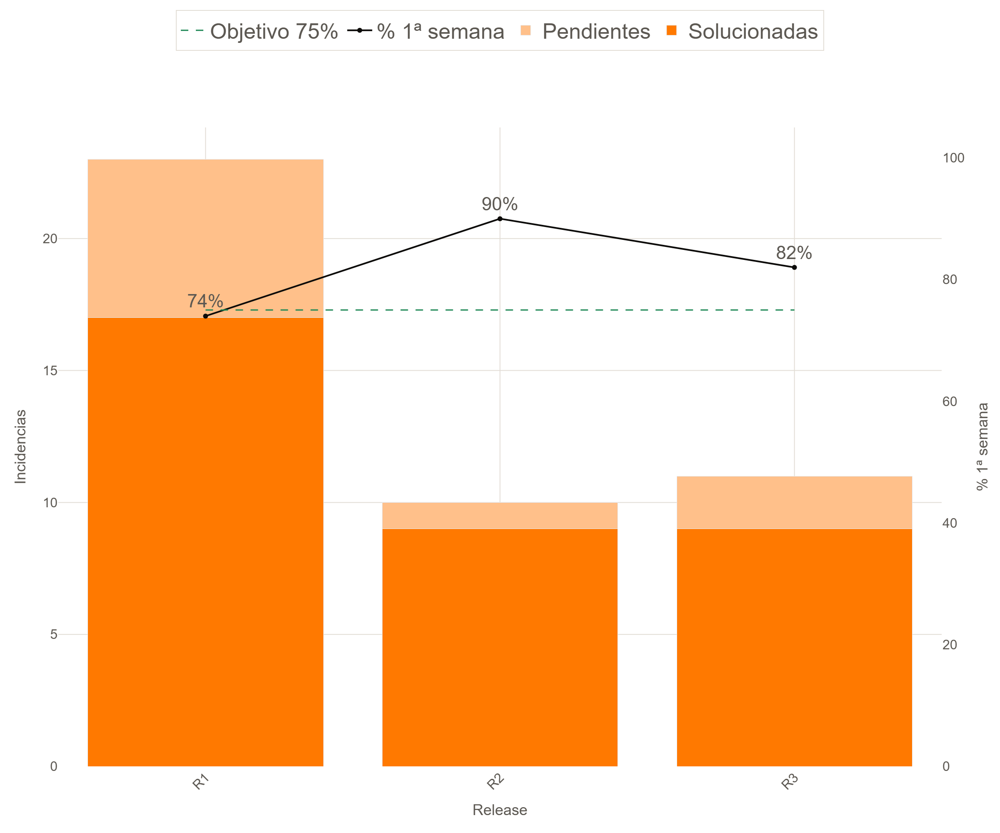 Objetivo 75% % 1ª semana Pendientes Solucionadas
100
90%
20
82%
80
74%
15
60
Incidencias
% 1ª semana
10
40
5
20
0
0
R1 R2 R3
Release